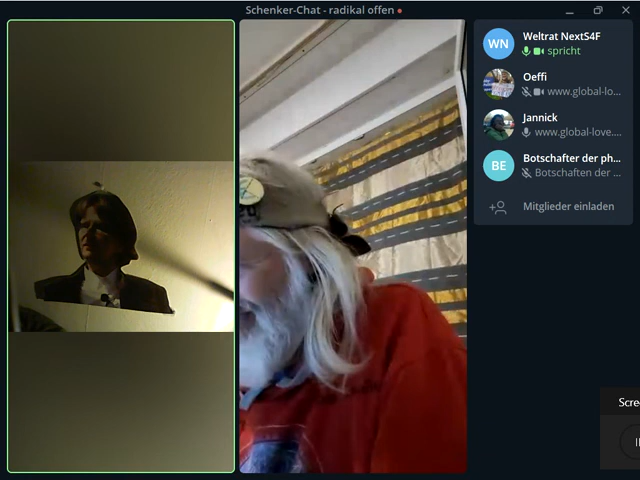 Schenker-Chat - radikal offen
WN
Weltrat NextS4F
spricht
Oeffi
www.global-lo...
Jannick
www.global-love....
BE
Botschafter der ph...
Botschaften der ...
Mitglieder einladen
Scre